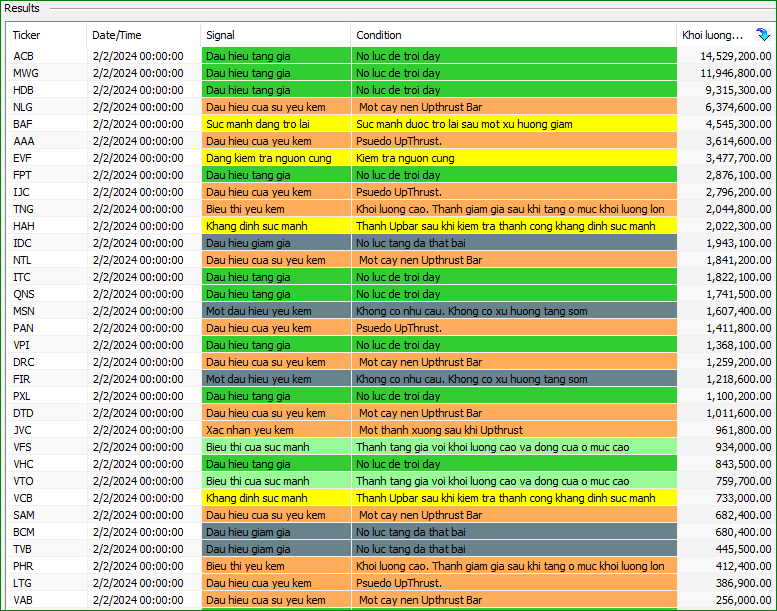 Results
Ticker Date/Time Signal Condition Khoi luong...
ACB 2/2/2024 00:00:00 Dau hieu tang gia No luc de troi day 14,529,200.00
MWG 2/2/2024 00:00:00 Dau hieu tang gia No luc de troi day 11,946,800.00
HDB 2/2/2024 00:00:00 Dau hieu tang gia No luc de troi day 9,315,300.00
NLG 2/2/2024 00:00:00 Dau hieu cua su yeu kem Mot cay nen Upthrust Bar 6,374,600.00
BAF 2/2/2024 00:00:00 Suc manh dang tro lai Suc manh duoc tro lai sau mot xu huong giam 4,545,300.00
AAA 2/2/2024 00:00:00 Dau hieu cua yeu kem Psuedo UpThrust. 3,614,600.00
EVF 2/2/2024 00:00:00 Dang kiem tra nguon cung Kiem tra nguon cung 3,477,700.00
FPT 2/2/2024 00:00:00 Dau hieu tang gia No luc de troi day 2,876,100.00
IJC 2/2/2024 00:00:00 Dau hieu cua yeu kem Psuedo UpThrust. 2,796,200.00
TNG 2/2/2024 00:00:00 Bieu thi yeu kem Khoi luong cao. Thanh giam gia sau khi tang o muc khoi luong lon 2,044,800.00
HAH 2/2/2024 00:00:00 Khang dinh suc manh Thanh Upbar sau khi kiem tra thanh cong khang dinh suc manh 2,022,300.00
IDC 2/2/2024 00:00:00 Dau hieu giam gia No luc tang da that bai 1,943,100.00
NTL 2/2/2024 00:00:00 Dau hieu cua su yeu kem Mot cay nen Upthrust Bar 1,841,200.00
ITC 2/2/2024 00:00:00 Dau hieu tang gia No luc de troi day 1,822,100.00
QNS 2/2/2024 00:00:00 Dau hieu tang gia No luc de troi day 1,741,500.00
MSN 2/2/2024 00:00:00 Mot dau hieu yeu kem Khong co nhu cau. Khong co xu huong tang som 1,607,400.00
PAN 2/2/2024 00:00:00 Dau hieu cua yeu kem Psuedo UpThrust. 1,411,800.00
VPI 2/2/2024 00:00:00 Dau hieu tang gia No luc de troi day 1,368,100.00
DRC 2/2/2024 00:00:00 Dau hieu cua su yeu kem Mot cay nen Upthrust Bar 1,259,200.00
FIR 2/2/2024 00:00:00 Mot dau hieu yeu kem Khong co nhu cau. Khong co xu huong tang som 1,218,600.00
PXL 2/2/2024 00:00:00 Dau hieu tang gia No luc de troi day 1,100,200.00
DTD 2/2/2024 00:00:00 Dau hieu cua su yeu kem Mot cay nen Upthrust Bar 1,011,600.00
JVC 2/2/2024 00:00:00 Xac nhan yeu kem Mot thanh xuong sau khi Upthrust 961,800.00
VFS 2/2/2024 00:00:00 Bieu thi cua suc manh Thanh tang gia voi khoi luong cao va dong cua o muc cao 934,000.00
VHC 2/2/2024 00:00:00 Dau hieu tang gia No luc de troi day 843,500.00
VTO 2/2/2024 00:00:00 Bieu thi cua suc manh Thanh tang gia voi khoi luong cao va dong cua o muc cao 759,700.00
VCB 2/2/2024 00:00:00 Khang dinh suc manh Thanh Upbar sau khi kiem tra thanh cong khang dinh suc manh 733,000.00
SAM 2/2/2024 00:00:00 Dau hieu cua su yeu kem Mot cay nen Upthrust Bar 682,400.00
BCM 2/2/2024 00:00:00 Dau hieu giam gia No luc tang da that bai 680,400.00
TVB 2/2/2024 00:00:00 Dau hieu giam gia No luc tang da that bai 445,500.00
PHR 2/2/2024 00:00:00 Bieu thi yeu kem Khoi luong cao. Thanh giam gia sau khi tang o muc khoi luong lon 412,400.00
LTG 2/2/2024 00:00:00 Dau hieu cua yeu kem Psuedo UpThrust. 386,900.00
VAB 2/2/2024 00:00:00 Dau hieu cua su yeu kem Mot cay nen Upthrust Bar 256,000.00